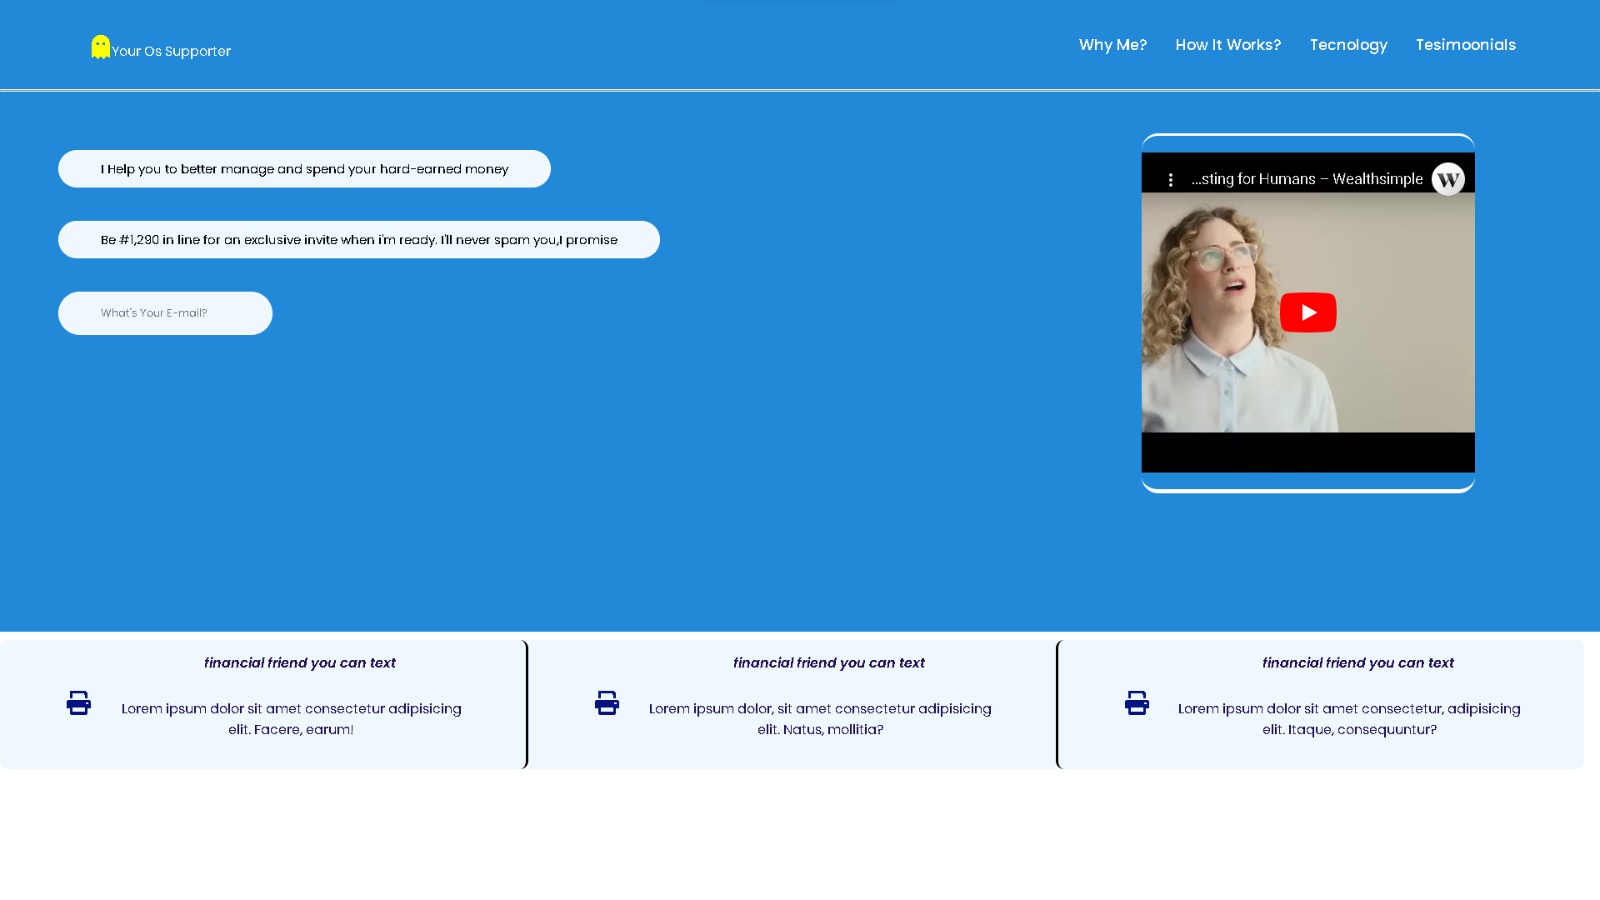 Your Os Supporter
Why Me? How It Works? Tecnology Tesimoonials
I Help you to better manage and spend your hard-earned money
Be #1,290 in line for an exclusive invite when i'm ready. I'll never spam you,I promise
What's Your E-mail?
...sting for Humans – Wealthsimple W
financial friend you can text
Lorem ipsum dolor sit amet consectetur adipisicing
elit. Facere, earum!
financial friend you can text
Lorem ipsum dolor, sit amet consectetur adipisicing
elit. Natus, mollitia?
financial friend you can text
Lorem ipsum dolor sit amet consectetur, adipisicing
elit. Itaque, consequuntur?